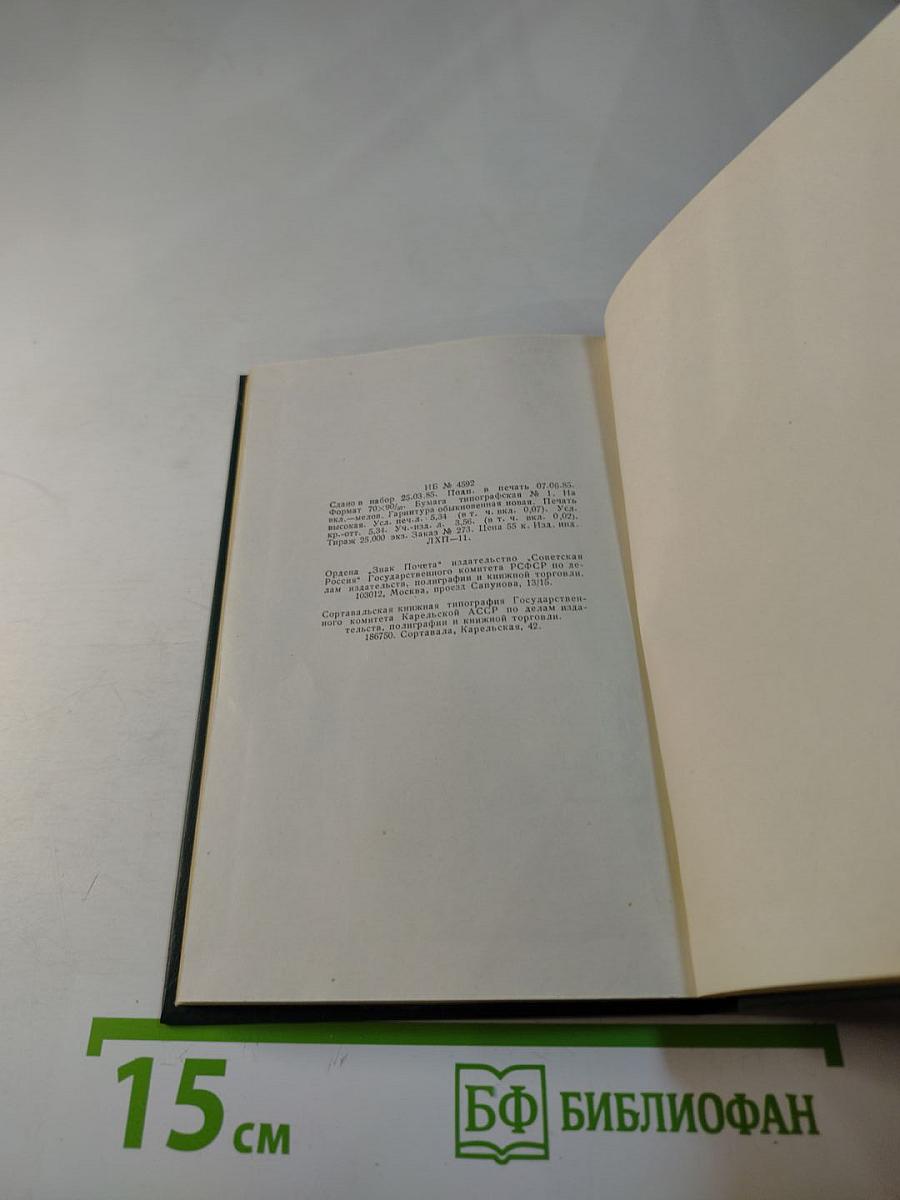 ИБ № 4592
Сдано в набор 25.03.85. Подп. в печать 07.06.85.
Формат 70×90/₃₂. Бумага типографская № 1. На
вкл.—мелов. Гарнитура обыкновенная новая. Печать
высокая. Усл. печ.л. 5,34 (в т. ч. вкл. 0,07). Усл.
кр.-отт. 5,34. Уч.-изд. л. 3,56. (в т. ч. вкл. 0,02).
Тираж 25.000 экз. Заказ № 273. Цена 55 к. Изд. инд.
ЛХП—11.
Ордена „Знак Почета“ издательство „Советская
Россия“ Государственного комитета РСФСР по де-
лам издательств, полиграфии и книжной торговли.
103012, Москва, проезд Сапунова, 13/15.
Сортавальская книжная типография Государствен-
ного комитета Карельской АССР по делам изда-
тельств, полиграфии и книжной торговли.
186750. Сортавала, Карельская, 42.
15 см
БФ БИБЛИОФАН